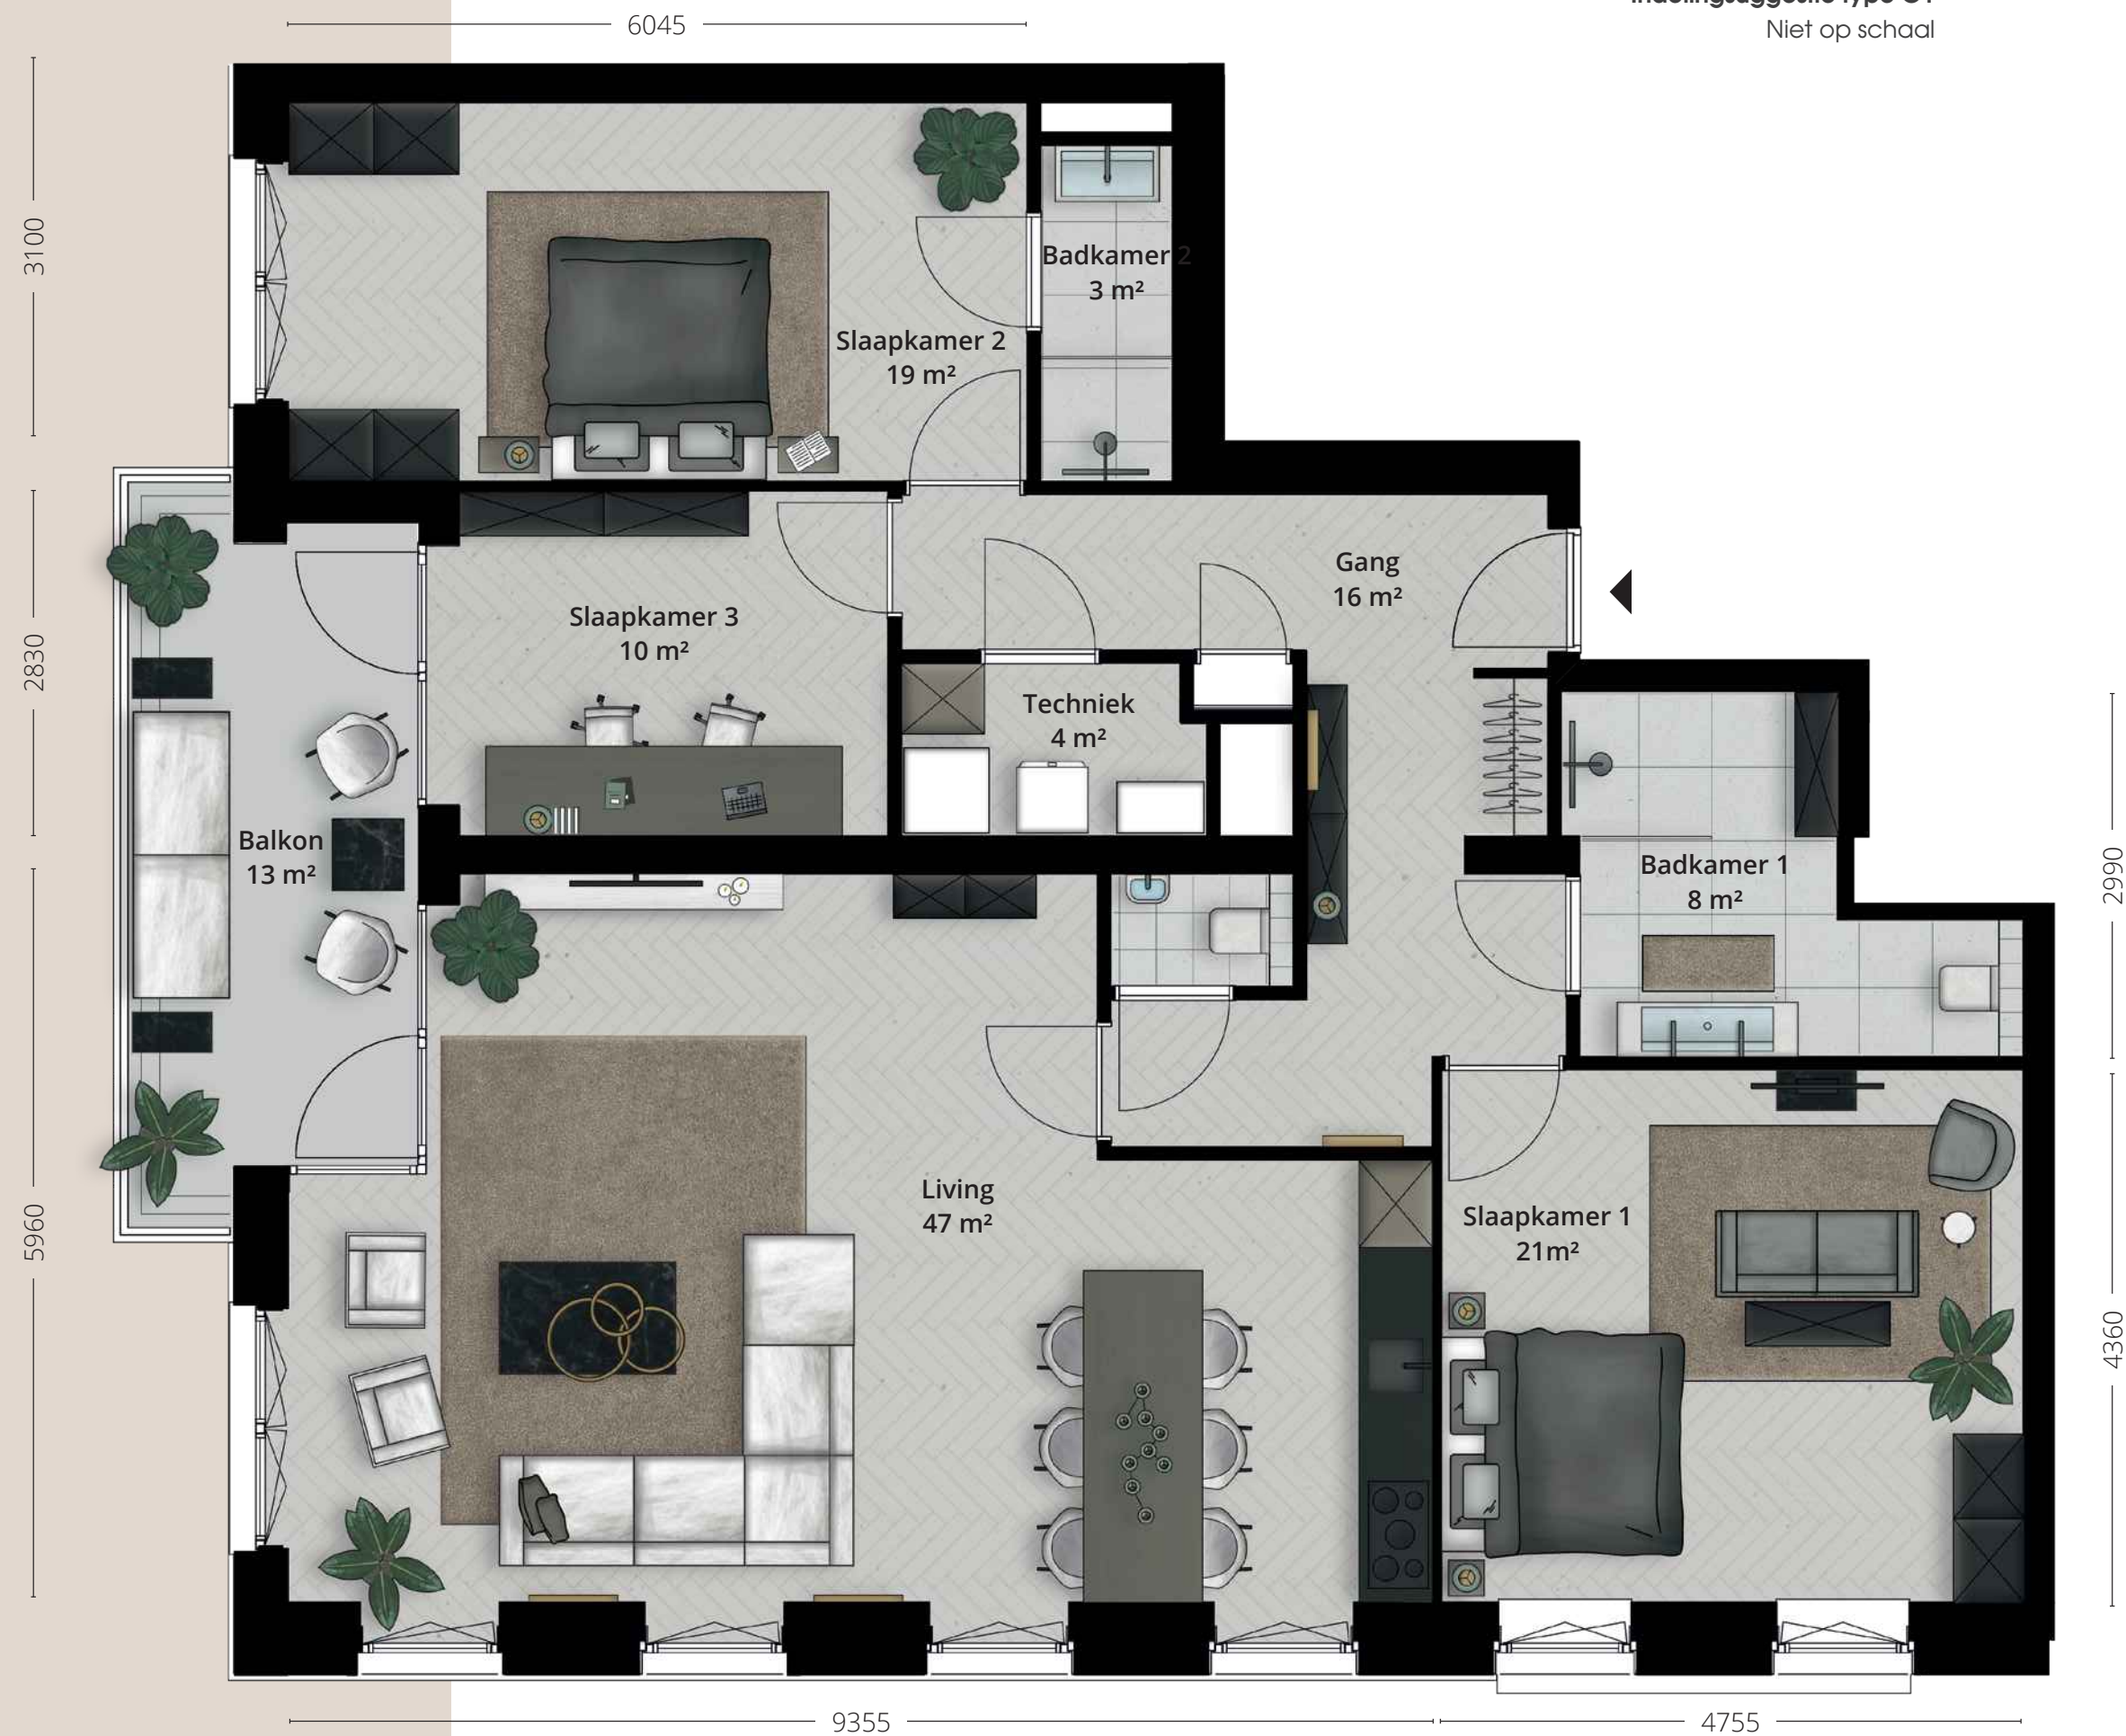 Niet op schaal
6045
3100
Badkamer 2
3 m²
Slaapkamer 2
19 m²
Gang
16 m²
Slaapkamer 3
10 m²
2830
Techniek
4 m²
Balkon
13 m²
Badkamer 1
8 m²
2990
Living
47 m²
Slaapkamer 1
21m²
5960
4360
9355
4755